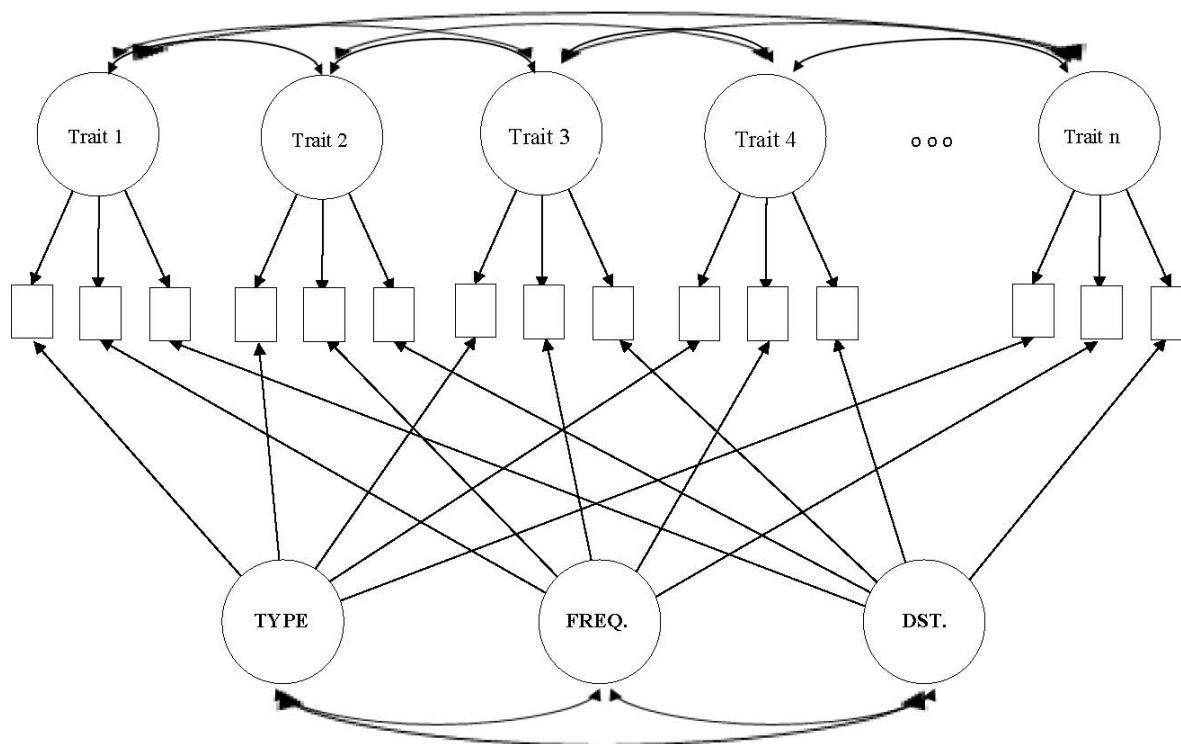 Trait 1
Trait 2
Trait 3
Trait 4
o o o
Trait n
TYPE
FREQ.
DST.